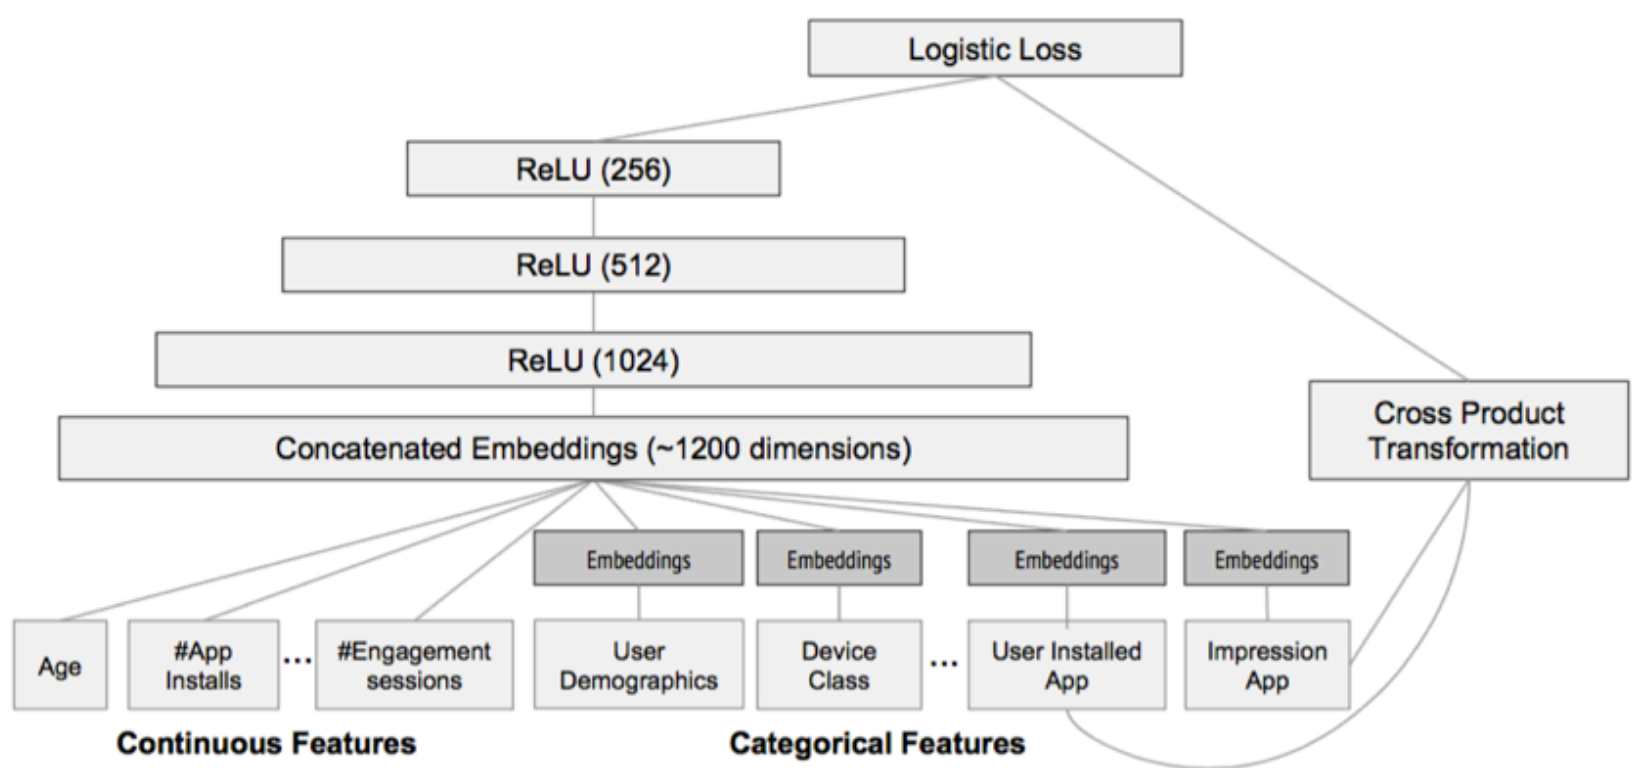 Logistic Loss
ReLU (256)
ReLU (512)
ReLU (1024)
Concatenated Embeddings (~1200 dimensions)
Cross Product
Transformation
Embeddings
Embeddings
Embeddings
Embeddings
Age
#App
Installs
...
#Engagement
sessions
User
Demographics
Device
Class
...
User Installed
App
Impression
App
Continuous Features
Categorical Features